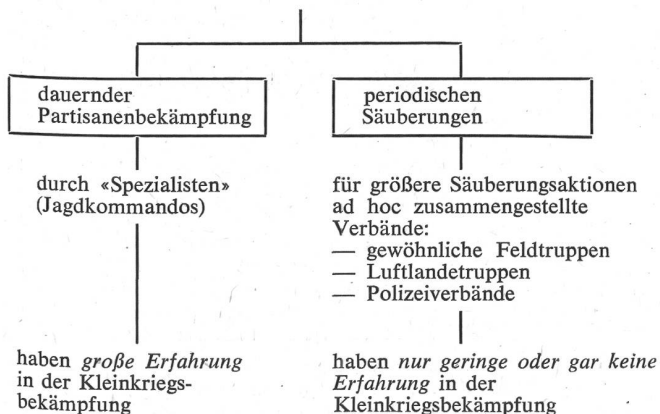 dauernder
Partisanenbekämpfung
durch «Spezialisten»
(Jagdkommandos)
haben große Erfahrung
in der Kleinkriegs-
bekämpfung
periodischen
Säuberungen
für größere Säuberungsaktionen
ad hoc zusammengestellte
Verbände:
— gewöhnliche Feldtruppen
— Luftlandetruppen
— Polizeiverbände
haben nur geringe oder gar keine
Erfahrung in der
Kleinkriegsbekämpfung